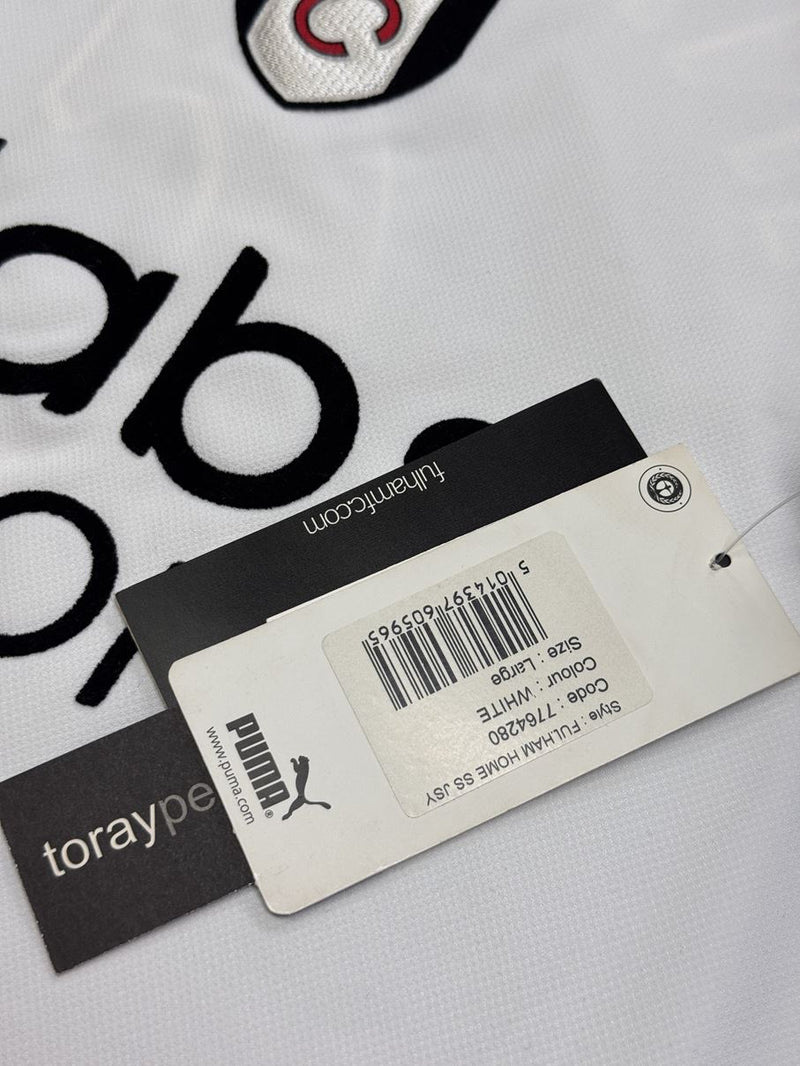 C
ab
fulhamfc.com
Style : FULHAM HOME SS JSY
Code : 7764280
Colour : WHITE
Size : Large
5 014397 605965
PUMA®
www.puma.com
toraype